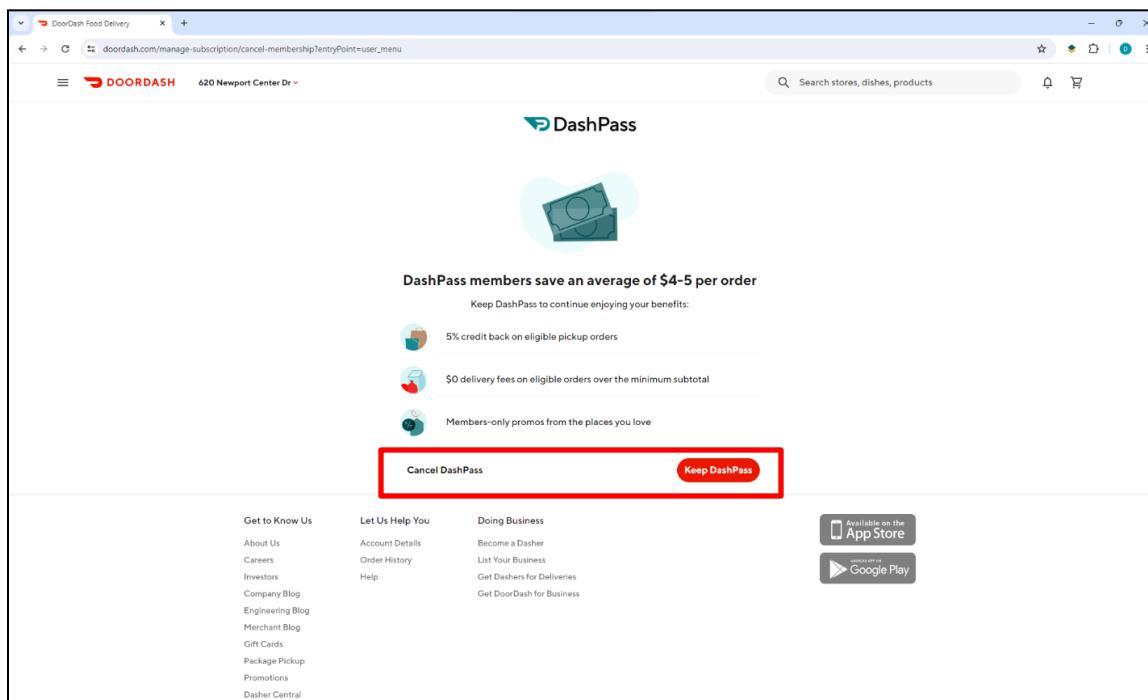 DoorDash Food Delivery
doordash.com/manage-subscription/cancel-membership?entryPoint=user_menu
D
DOORDASH 620 Newport Center Dr Search stores, dishes, products
DashPass
DashPass members save an average of $4-5 per order
Keep DashPass to continue enjoying your benefits:
5% credit back on eligible pickup orders
$0 delivery fees on eligible orders over the minimum subtotal
Members-only promos from the places you love
Cancel DashPass Keep DashPass
Get to Know Us
About Us
Careers
Investors
Company Blog
Engineering Blog
Merchant Blog
Gift Cards
Package Pickup
Promotions
Dasher Central
Let Us Help You
Account Details
Order History
Help
Doing Business
Become a Dasher
List Your Business
Get Dashers for Deliveries
Get DoorDash for Business
Available on the
App Store
Google Play